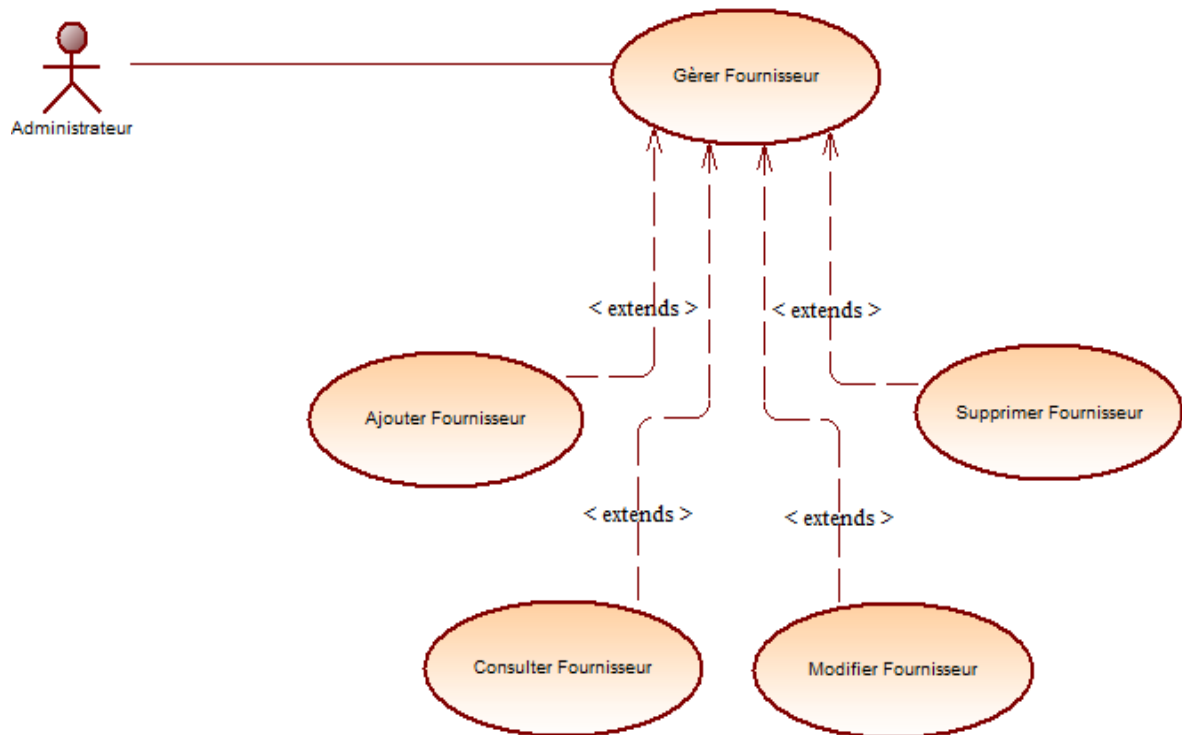 Gèrer Fournisseur
Administrateur
< extends >
< extends >
Ajouter Fournisseur
Supprimer Fournisseur
< extends >
< extends >
Consulter Fournisseur
Modifier Fournisseur